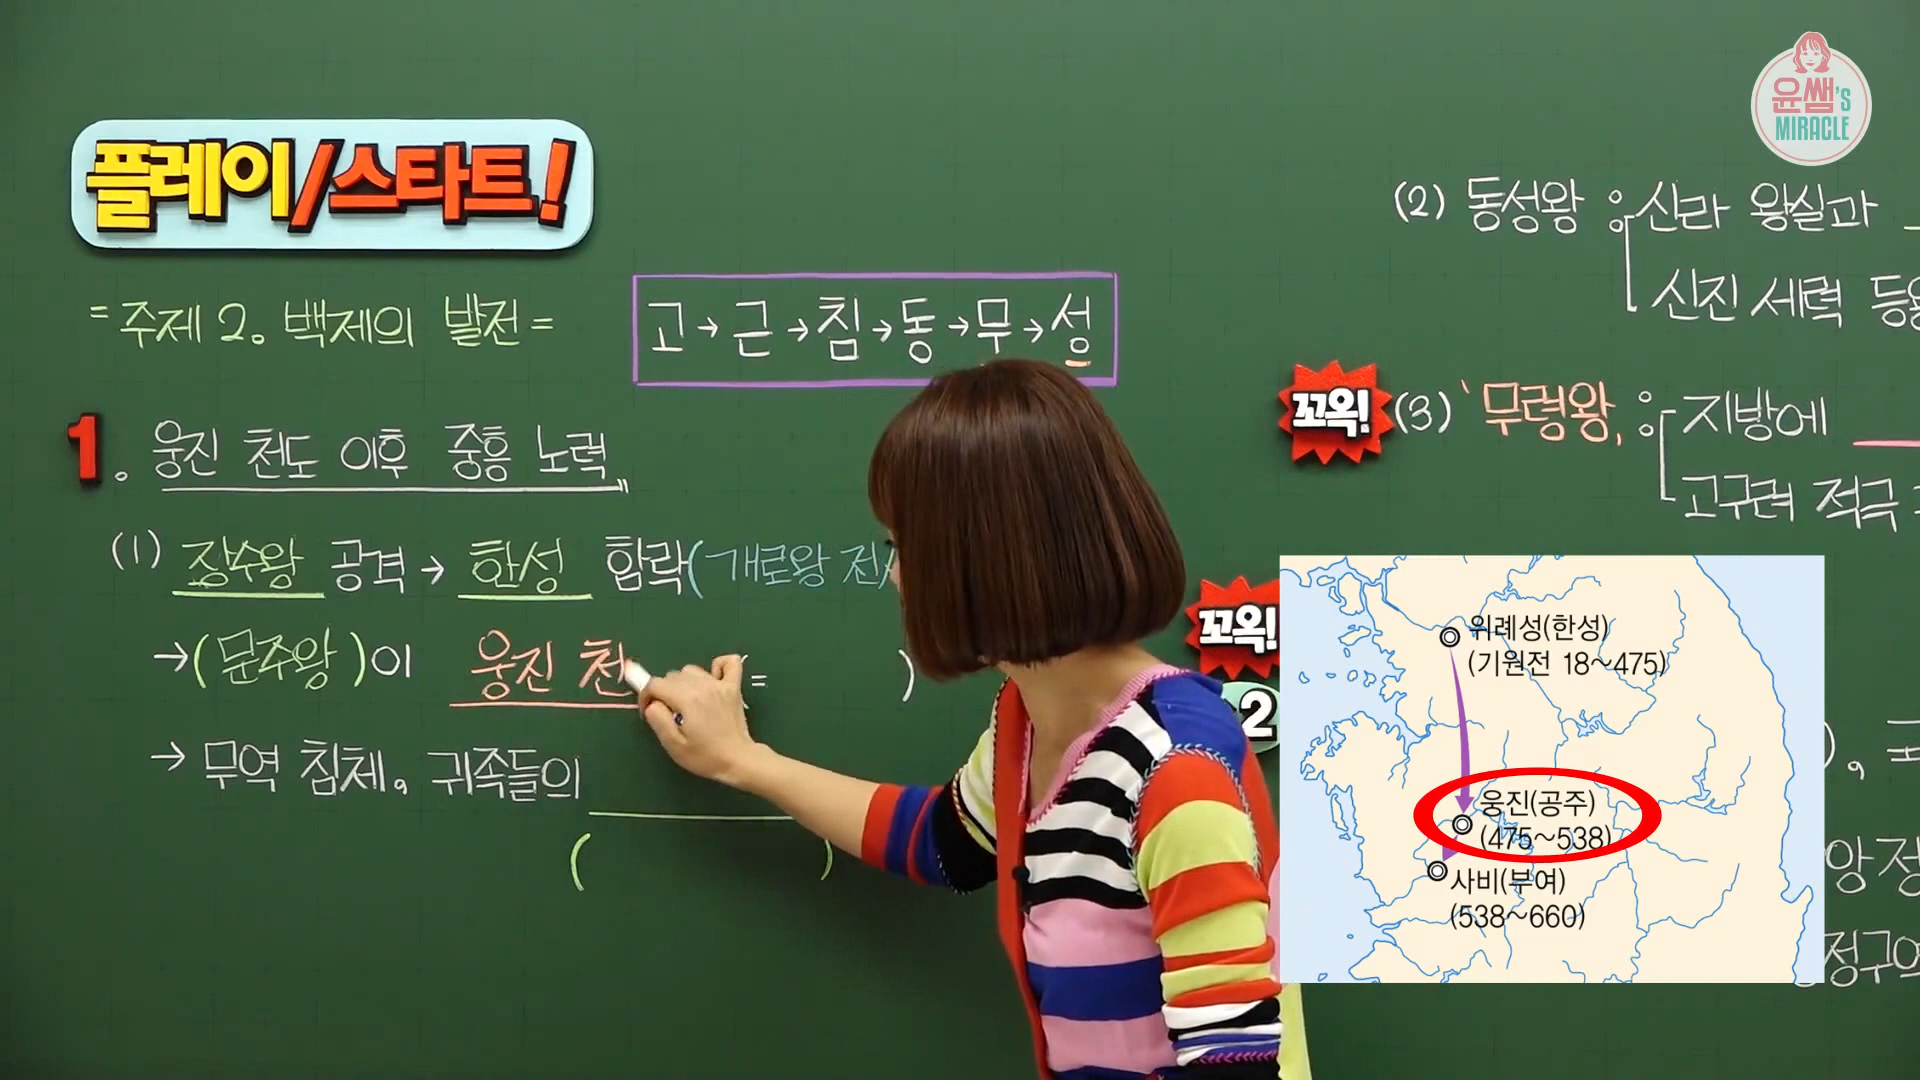 윤쌤's
MIRACLE
플레이/스타트!
= 주제 2. 백제의 발전 =
고→근→침→동→무→성
1. 웅진 천도 이후 중흥 노력
(1) 장수왕 공격 → 한성 함락(개로왕
→(문주왕)이 웅진 천 (= )
→ 무역 침체, 귀족들의
( )
(2) 동성왕 : 신라 왕실과
신진 세력
꼬옥! (3) '무령왕, : 지방에
고구려 적극
꼬옥!
2
위례성(한성)
(기원전 18~475)
웅진(공주)
(475~538)
사비(부여)
(538~660)